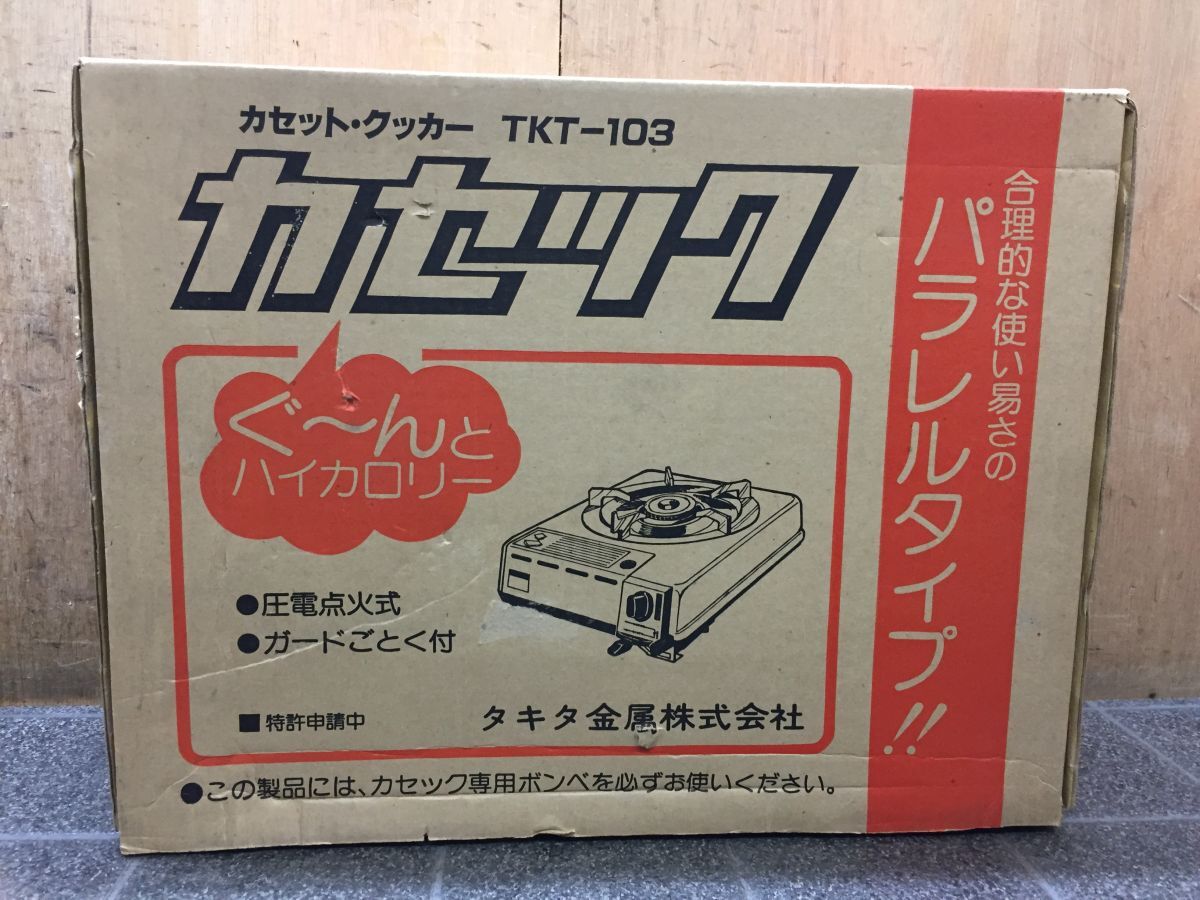 カセット・クッカー TKT-103
カセック
合理的な使い易さの
パラレルタイプ!!
ぐ〜んと
ハイカロリー
●圧電点火式
●ガードごとく付
■特許申請中
タキタ金属株式会社
●この製品には、カセック専用ボンベを必ずお使いください。